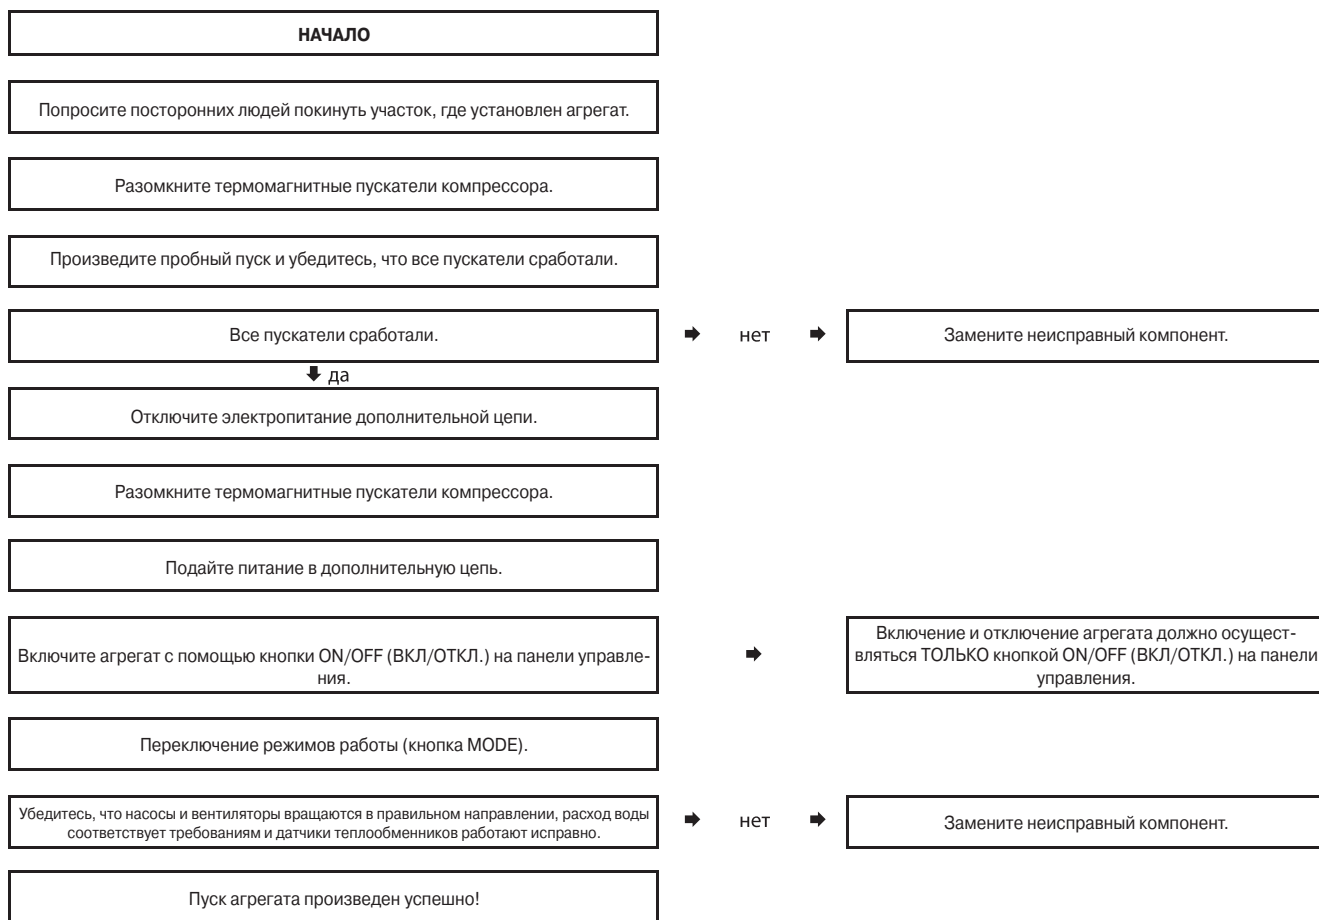 НАЧАЛО
Попросите посторонних людей покинуть участок, где установлен агрегат.
Разомкните термомагнитные пускатели компрессора.
Произведите пробный пуск и убедитесь, что все пускатели сработали.
Все пускатели сработали.
нет
Замените неисправный компонент.
да
Отключите электропитание дополнительной цепи.
Разомкните термомагнитные пускатели компрессора.
Подайте питание в дополнительную цепь.
Включите агрегат с помощью кнопки ON/OFF (ВКЛ/ОТКЛ.) на панели управле-
ния.
Включение и отключение агрегата должно осущест-
вляться ТОЛЬКО кнопкой ON/OFF (ВКЛ/ОТКЛ.) на панели
управления.
Переключение режимов работы (кнопка MODE).
Убедитесь, что насосы и вентиляторы вращаются в правильном направлении, расход воды
соответствует требованиям и датчики теплообменников работают исправно.
нет
Замените неисправный компонент.
Пуск агрегата произведен успешно!